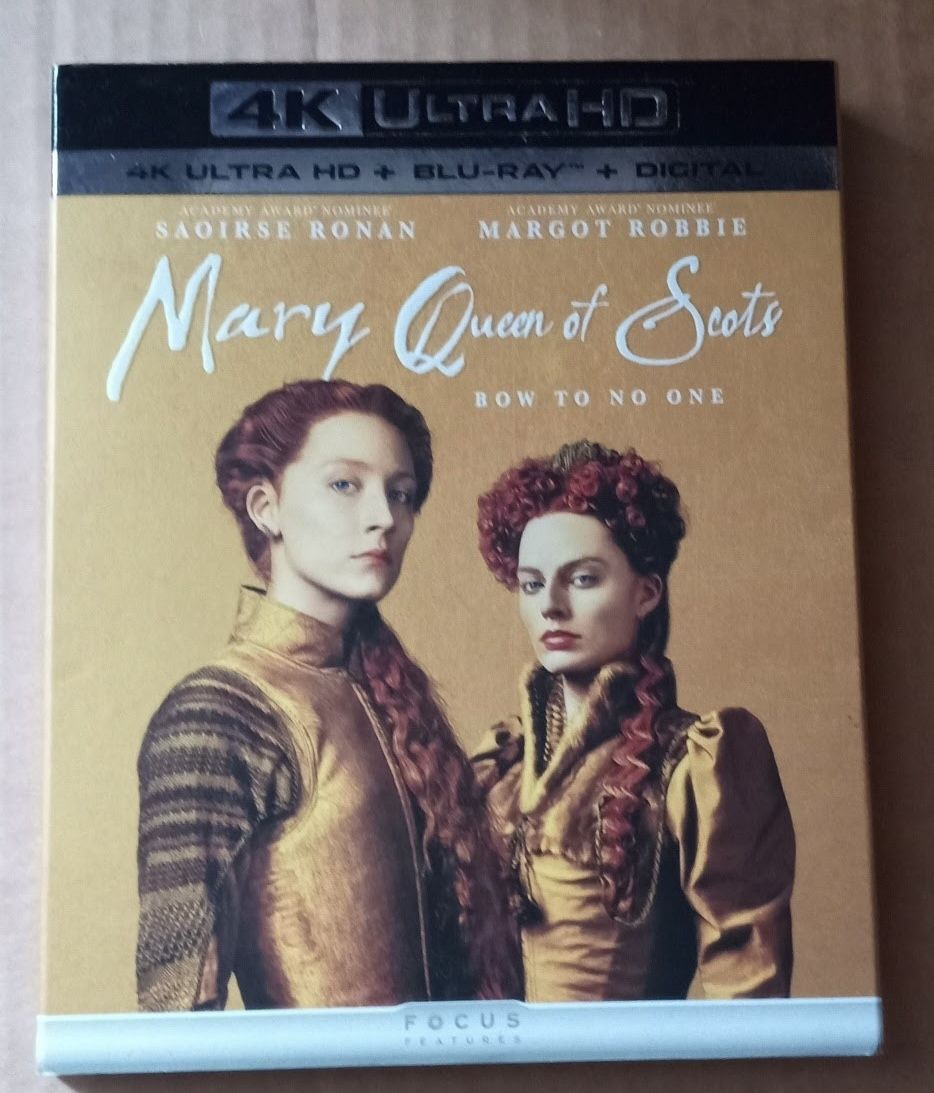 4K ULTRA HD
4K ULTRA HD + BLU-RAY™ + DIGITAL
ACADEMY AWARD® NOMINEE ACADEMY AWARD® NOMINEE
SAOIRSE RONAN MARGOT ROBBIE
Mary Queen of Scots
BOW TO NO ONE
FOCUS
FEATURES